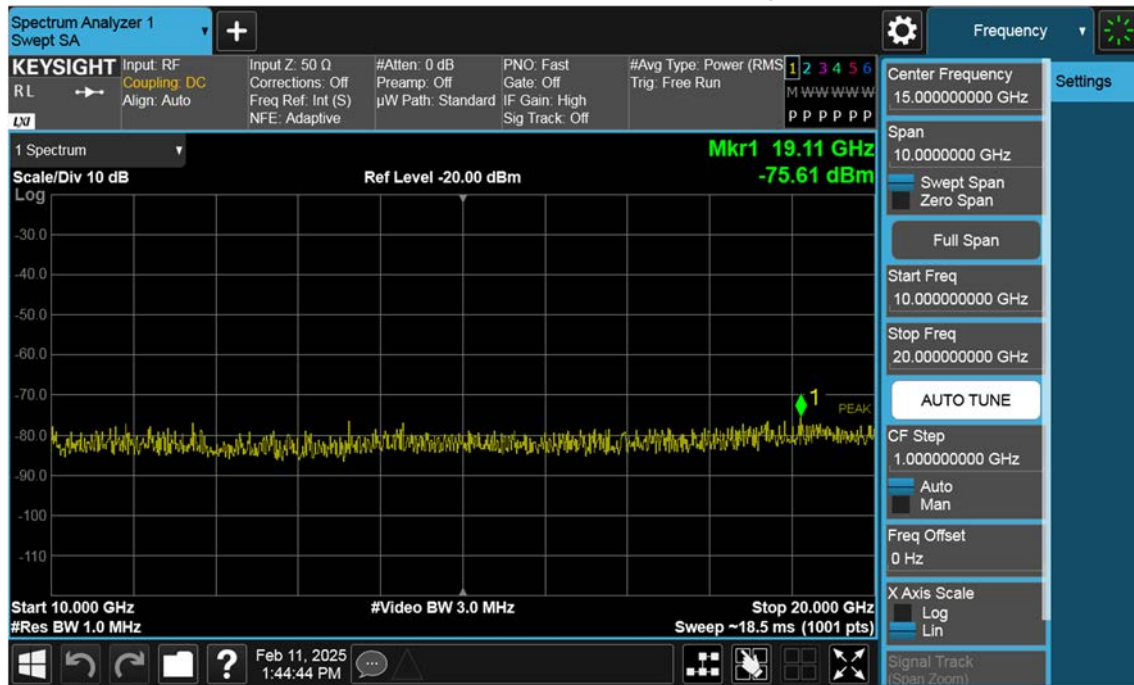 Spectrum Analyzer 1
Swept SA
+
Frequency
KEYSIGHT
RL
LXI
Input: RF
Coupling: DC
Align: Auto
Input Z: 50 Ω
Corrections: Off
Freq Ref: Int (S)
NFE: Adaptive
#Atten: 0 dB
Preamp: Off
µW Path: Standard
PNO: Fast
Gate: Off
IF Gain: High
Sig Track: Off
#Avg Type: Power (RMS
Trig: Free Run
1 2 3 4 5 6
M W W W W W
P P P P P P
1 Spectrum
Scale/Div 10 dB
Ref Level -20.00 dBm
Mkr1 19.11 GHz
-75.61 dBm
Log
-30.0
-40.0
-50.0
-60.0
-70.0
-80.0
-90.0
-100
-110
1
PEAK
Start 10.000 GHz
#Res BW 1.0 MHz
#Video BW 3.0 MHz
Stop 20.000 GHz
Sweep ~18.5 ms (1001 pts)
?
Feb 11, 2025
1:44:44 PM
Center Frequency
15.000000000 GHz
Span
10.0000000 GHz
Swept Span
Zero Span
Full Span
Start Freq
10.000000000 GHz
Stop Freq
20.000000000 GHz
AUTO TUNE
CF Step
1.000000000 GHz
Auto
Man
Freq Offset
0 Hz
X Axis Scale
Log
Lin
Signal Track
(Span Zoom)
Settings